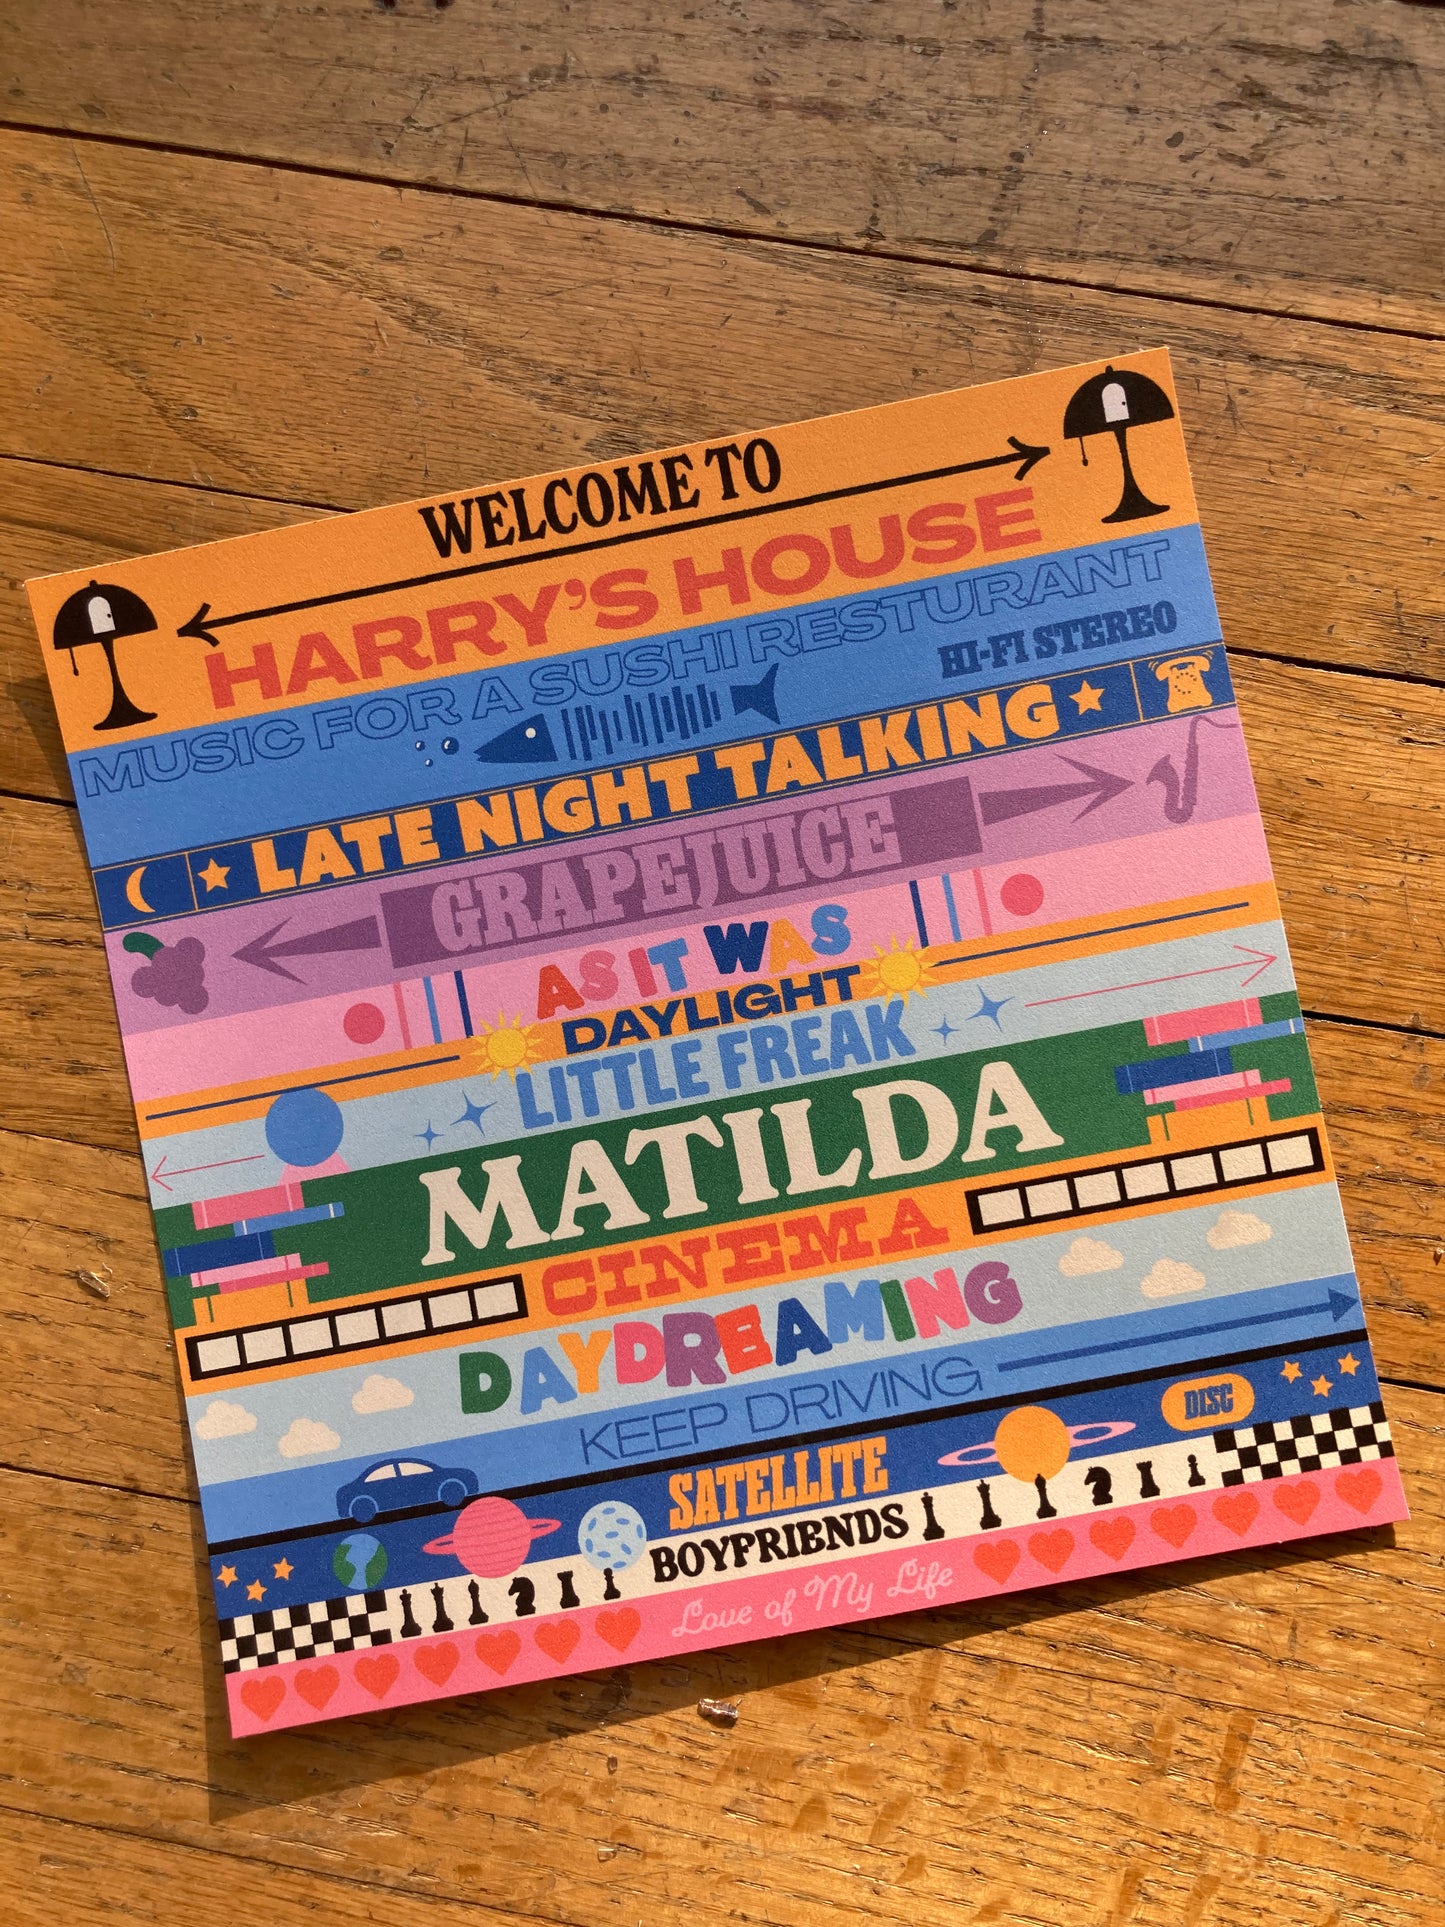 WELCOME TO
HARRY'S HOUSE
MUSIC FOR A SUSHI RESTURANT
HI-FI STEREO
LATE NIGHT TALKING
GRAPEJUICE
AS IT WAS
DAYLIGHT
LITTLE FREAK
MATILDA
CINEMA
DAYDREAMING
KEEP DRIVING
DISC
SATELLITE
BOYFRIENDS
Love of My Life